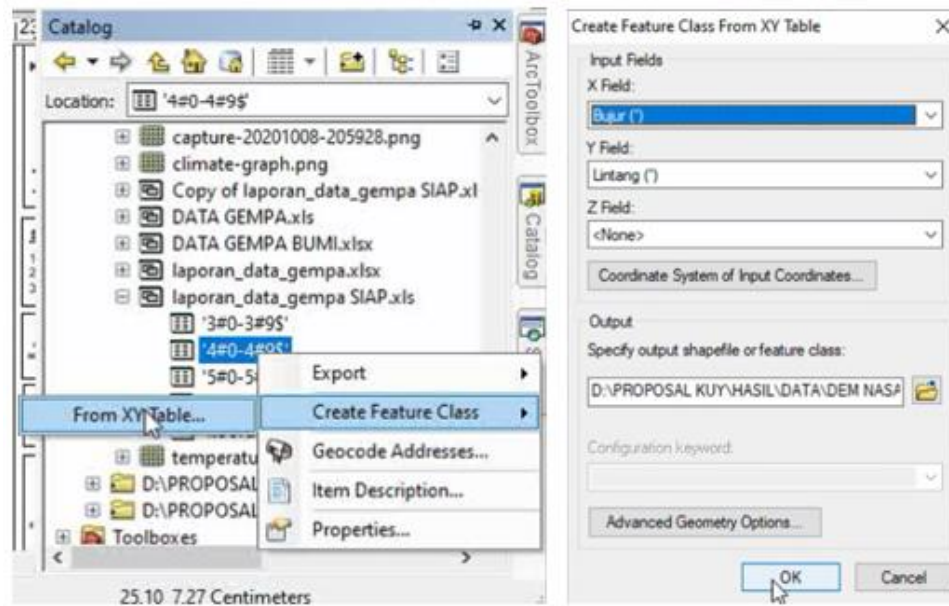 Catalog
Location: '4#0-4#9$'
capture-20201008-205928.png
climate-graph.png
Copy of laporan_data_gempa SIAP.xl
DATA GEMPA.xls
DATA GEMPA BUMI.xlsx
laporan_data_gempa.xlsx
laporan_data_gempa SIAP.xls
'3#0-3#9$'
'4#0-4#9$'
'5#0-5
Export
From XY Table...
Create Feature Class
Geocode Addresses...
temperatu
D:\PROPOSAL
Item Description...
D:\PROPOSAL
Properties...
Toolboxes
25.10 7.27 Centimeters
ArcToolbox
Catalog
Create Feature Class From XY Table
Input Fields
X Field:
Bujur (°)
Y Field:
Lintang (°)
Z Field:
<None>
Coordinate System of Input Coordinates...
Output
Specify output shapefile or feature class:
D:\PROPOSAL KUY\HASIL\DATA\DEM NASA
Configuration keyword:
Advanced Geometry Options...
OK
Cancel